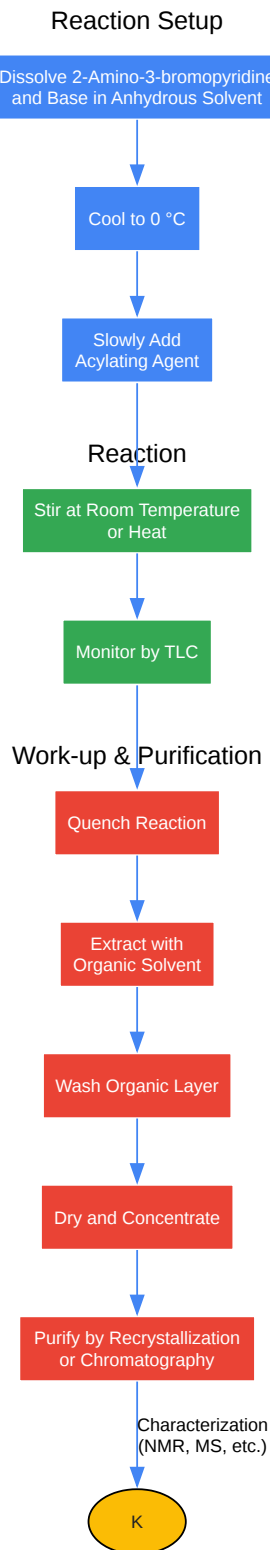 Reaction Setup
Dissolve 2-Amino-3-bromopyridine
and Base in Anhydrous Solvent
Cool to 0 °C
Slowly Add
Acylating Agent
Reaction
Stir at Room Temperature
or Heat
Monitor by TLC
Work-up & Purification
Quench Reaction
Extract with
Organic Solvent
Wash Organic Layer
Dry and Concentrate
Purify by Recrystallization
or Chromatography
Characterization
(NMR, MS, etc.)
K